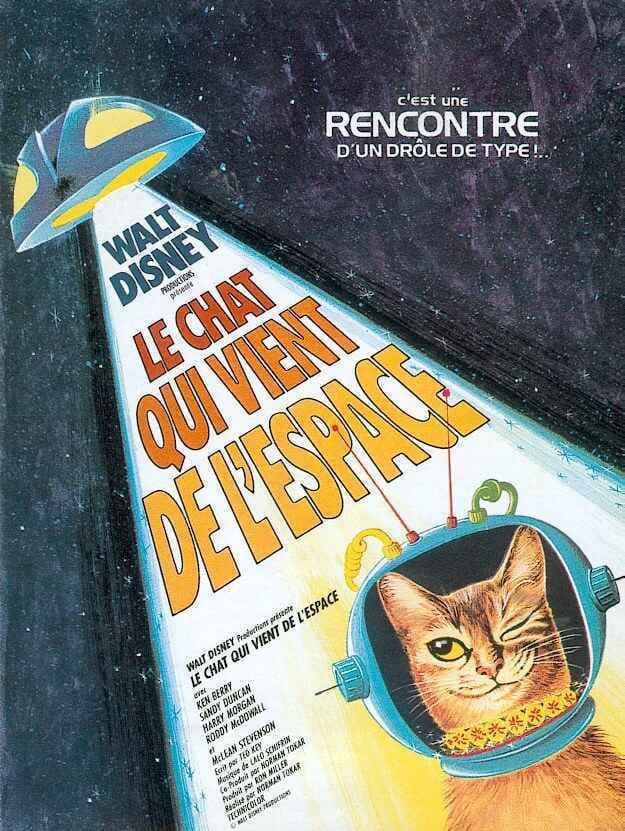 c'est une
RENCONTRE
D'UN DRÔLE DE TYPE !..
WALT
DISNEY
PRODUCTIONS
présente
LE CHAT
QUI VIENT
DE L'ESPACE
WALT DISNEY Productions présente
LE CHAT QUI VIENT DE L'ESPACE
avec
KEN BERRY
SANDY DUNCAN
HARRY MORGAN
RODDY McDOWALL
et
McLEAN STEVENSON
Écrit par TED KEY
Musique de LALO SCHIFRIN
Co Produit par NORMAN TOKAR
Produit par RON MILLER
Réalisé par NORMAN TOKAR
TECHNICOLOR
© WALT DISNEY PRODUCTIONS